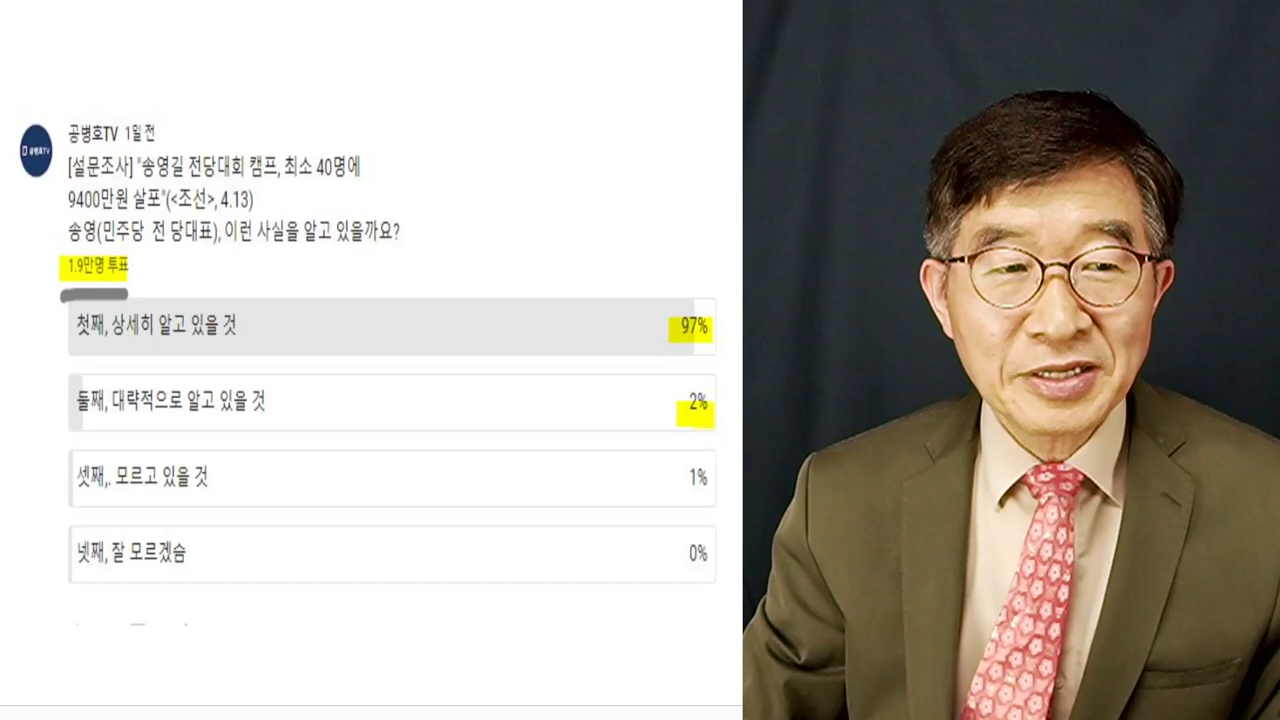 공병호TV 1일 전
공병호TV
[설문조사] "송영길 전당대회 캠프, 최소 40명에
9400만원 살포"(<조선>, 4.13)
송영(민주당 전 당대표), 이런 사실을 알고 있을까요?
1.9만명 투표
첫째, 상세히 알고 있을 것 97%
둘째, 대략적으로 알고 있을 것 2%
셋째,. 모르고 있을 것 1%
넷째, 잘 모르겠슴 0%